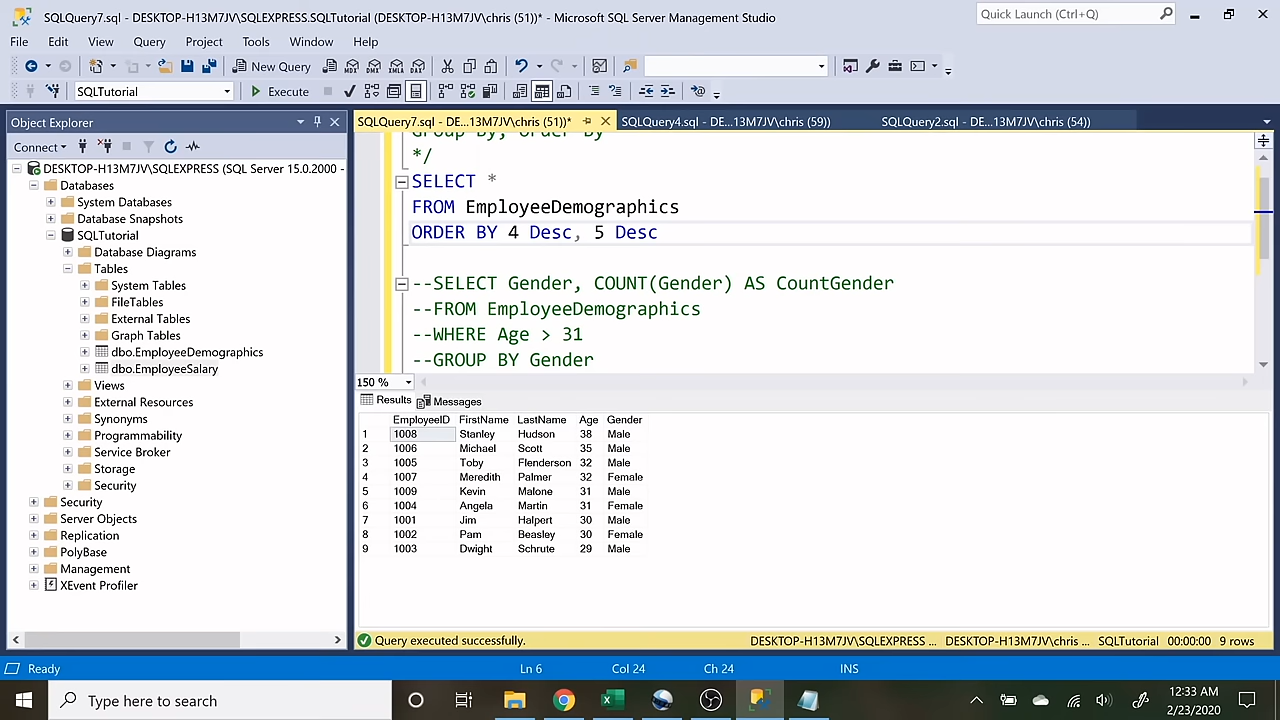 SQLQuery7.sql - DESKTOP-H13M7JV\SQLEXPRESS.SQLTutorial (DESKTOP-H13M7JV\chris (51))* - Microsoft SQL Server Management Studio
Quick Launch (Ctrl+Q)
File Edit View Query Project Tools Window Help
New Query
MDX DMX XMLA DAX
SQLTutorial
Execute
Object Explorer
SQLQuery7.sql - DE...H13M7JV\chris (51))*
SQLQuery4.sql - DE...H13M7JV\chris (59))
SQLQuery2.sql - DE...H13M7JV\chris (54))
Connect
DESKTOP-H13M7JV\SQLEXPRESS (SQL Server 15.0.2000 -
Databases
System Databases
Database Snapshots
SQLTutorial
Database Diagrams
Tables
System Tables
FileTables
External Tables
Graph Tables
dbo.EmployeeDemographics
dbo.EmployeeSalary
Views
External Resources
Synonyms
Programmability
Service Broker
Storage
Security
Security
Server Objects
Replication
PolyBase
Management
XEvent Profiler
Group By, Order By
*/
SELECT *
FROM EmployeeDemographics
ORDER BY 4 Desc, 5 Desc
--SELECT Gender, COUNT(Gender) AS CountGender
--FROM EmployeeDemographics
--WHERE Age > 31
--GROUP BY Gender
150 %
Results Messages
EmployeeID FirstName LastName Age Gender
1 1008 Stanley Hudson 38 Male
2 1006 Michael Scott 35 Male
3 1005 Toby Flenderson 32 Male
4 1007 Meredith Palmer 32 Female
5 1009 Kevin Malone 31 Male
6 1004 Angela Martin 31 Female
7 1001 Jim Halpert 30 Male
8 1002 Pam Beasley 30 Female
9 1003 Dwight Schrute 29 Male
Query executed successfully.
DESKTOP-H13M7JV\SQLEXPRESS ... DESKTOP-H13M7JV\chris ... SQLTutorial 00:00:00 9 rows
Ready Ln 6 Col 24 Ch 24 INS
Type here to search
12:33 AM
2/23/2020